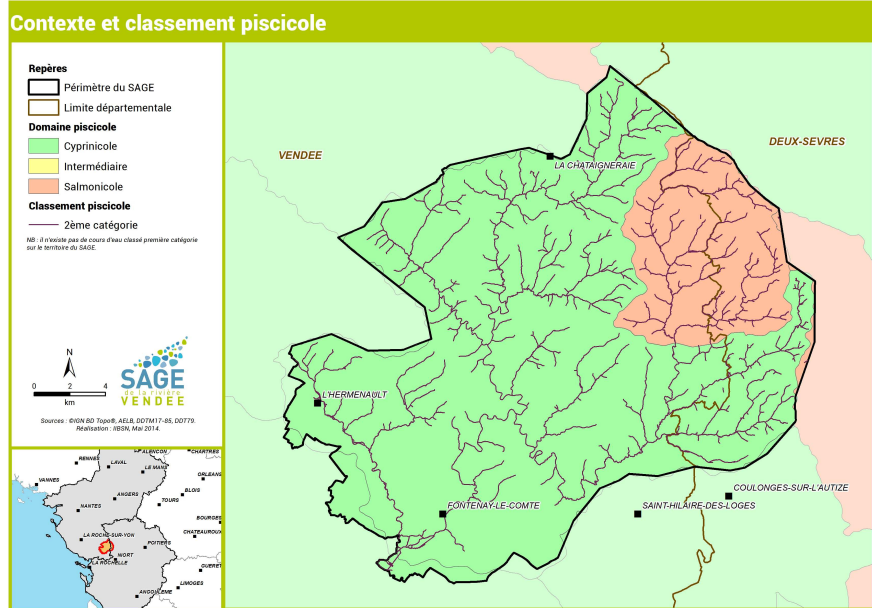 Contexte et classement piscicole
Repères
Périmètre du SAGE
Limite départementale
Domaine piscicole
Cyprinicole
Intermédiaire
Salmonicole
Classement piscicole
2ème catégorie
NB : il n'existe pas de cours d'eau classé première catégorie
sur le territoire du SAGE.
N
0 2 4
km
SAGE
de la rivière
VENDEE
Sources : ©IGN BD Topo®, AELB, DDTM17-85, DDT79.
Réalisation : IIBSN, Mai 2014.
VENDEE
DEUX-SEVRES
LA CHATAIGNERAIE
L'HERMENAULT
FONTENAY-LE-COMTE
SAINT-HILAIRE-DES-LOGES
COULONGES-SUR-L'AUTIZE
ALENCON
CHARTRES
RENNES
LAVAL
LE MANS
ORLEANS
VANNES
ANGERS
BLOIS
NANTES
TOURS
BOURGES
LA ROCHE-SUR-YON
CHATEAUROUX
POITIERS
NIORT
LA ROCHELLE
GUERET
LIMOGES
ANGOULEME